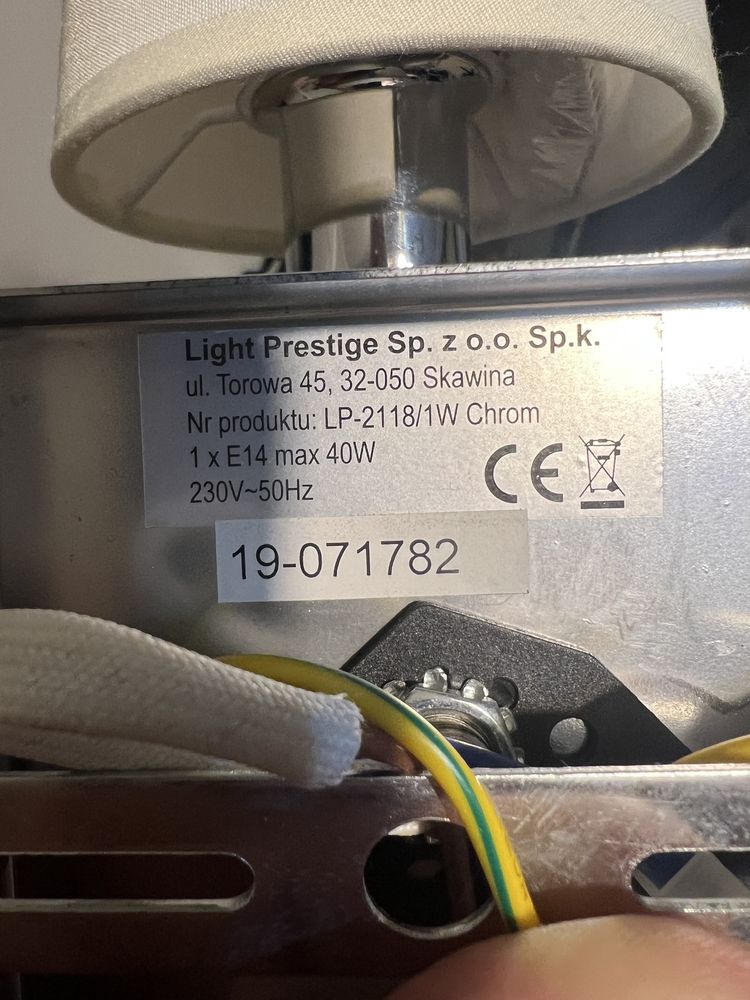 Light Prestige Sp. z o.o. Sp.k.
ul. Torowa 45, 32-050 Skawina
Nr produktu: LP-2118/1W Chrom
1 x E14 max 40W
230V~50Hz
CE
19-071782